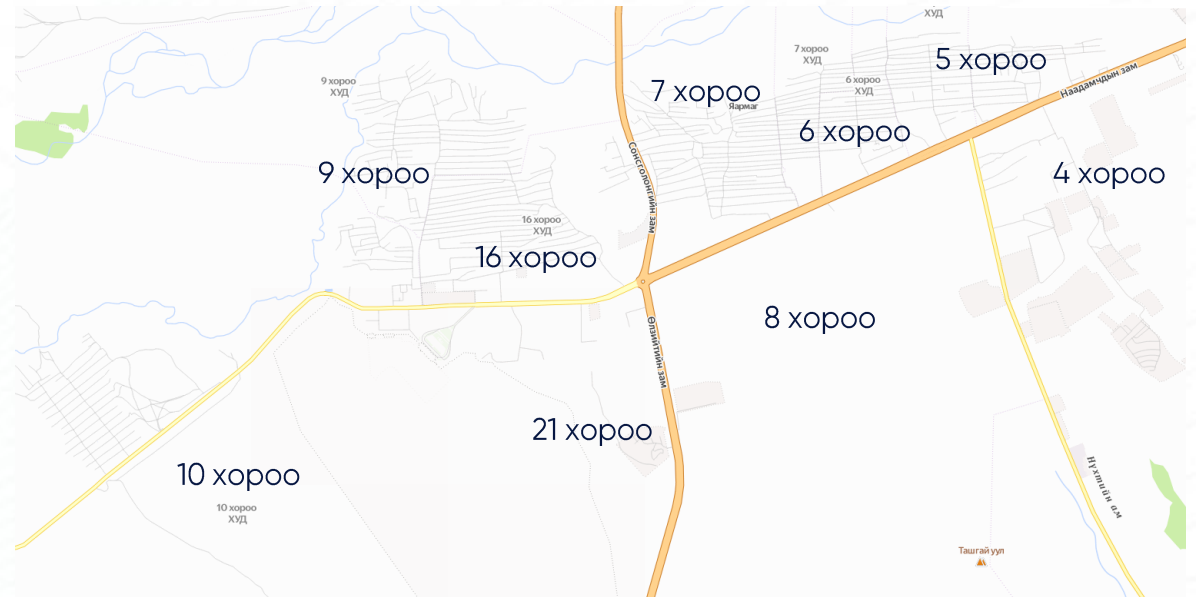 ХУД
7 хороо
ХУД
5 хороо
Наадамчдын зам
9 хороо
ХУД
7 хороо
Яармаг
6 хороо
ХУД
6 хороо
Сонсголонгийн зам
9 хороо
4 хороо
16 хороо
ХУД
16 хороо
8 хороо
Өлзийтийн зам
21 хороо
10 хороо
10 хороо
ХУД
Нүхтийн ам
Ташгай уул